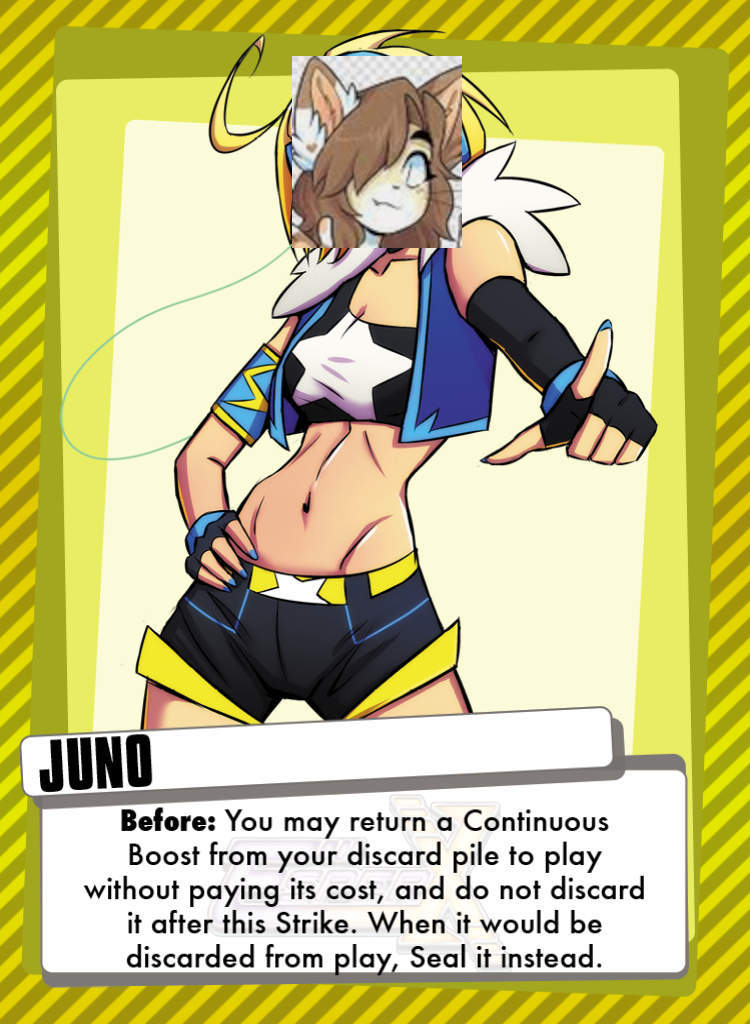 JUNO
Before: You may return a Continuous
Boost from your discard pile to play
without paying its cost, and do not discard
it after this Strike. When it would be
discarded from play, Seal it instead.